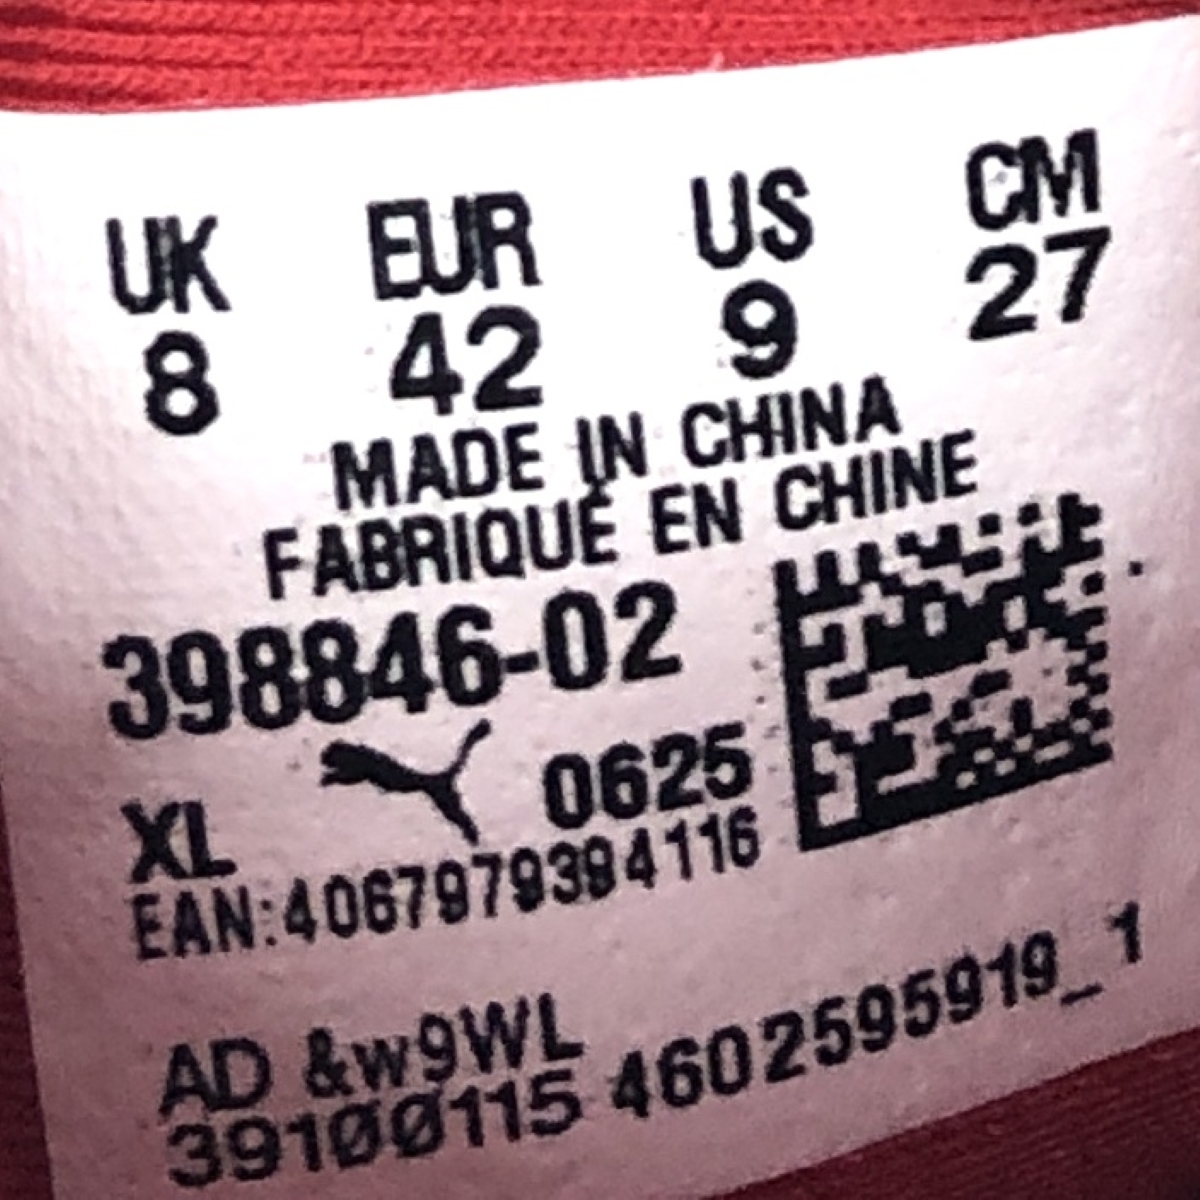 UK EUR US CM
8 42 9 27
MADE IN CHINA
FABRIQUÉ EN CHINE
398846-02
XL 0625
EAN:4067979394116
AD &w9WL
39100115 4602595919_1